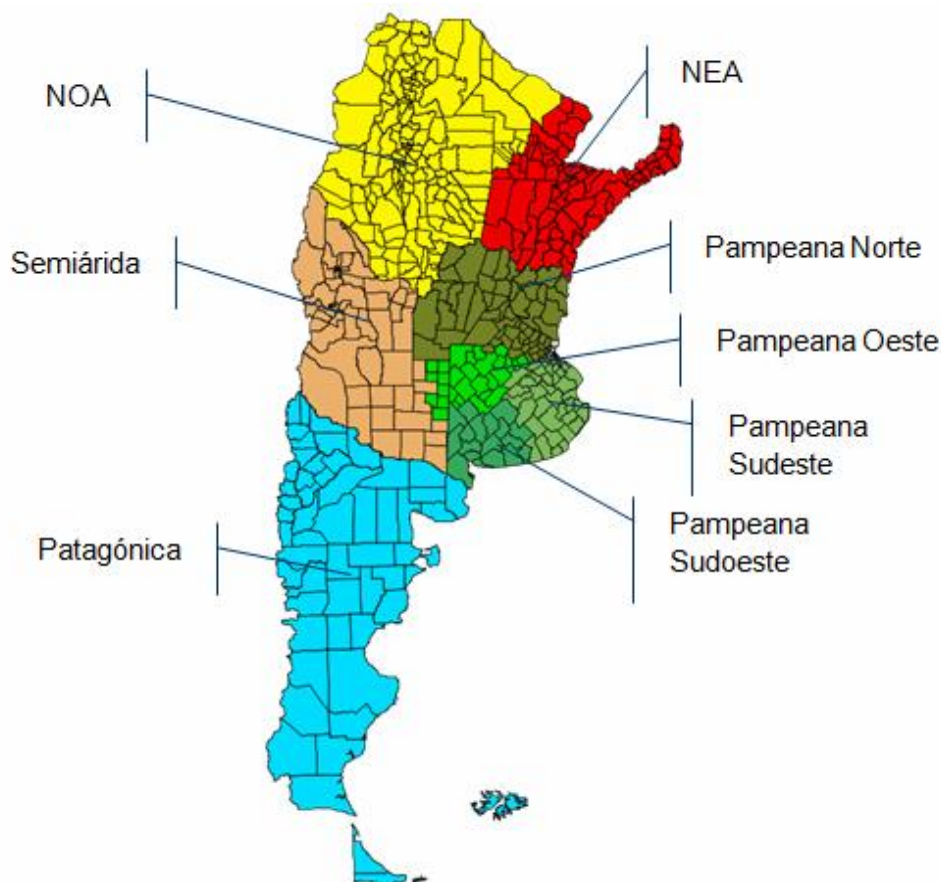 NOA
NEA
Semiárida
Pampeana Norte
Pampeana Oeste
Pampeana
Sudeste
Pampeana
Sudoeste
Patagónica